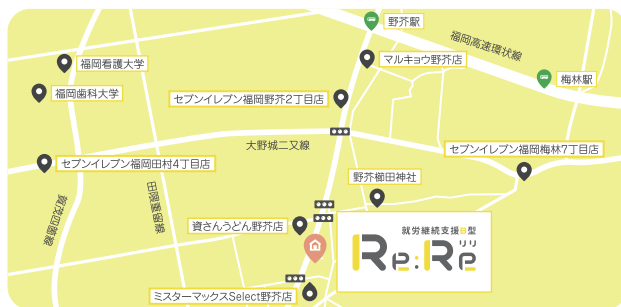 野芥駅
福岡高速環状線
マルキョウ野芥店
福岡看護大学
梅林駅
福岡歯科大学
セブンイレブン福岡野芥2丁目店
大野城二又線
セブンイレブン福岡梅林7丁目店
セブンイレブン福岡田村4丁目店
野芥櫛田神社
賀茂四箇線
田隈重留線
資さんうどん野芥店
就労継続支援B型
Re:Re
リリ
ミスターマックスSelect野芥店